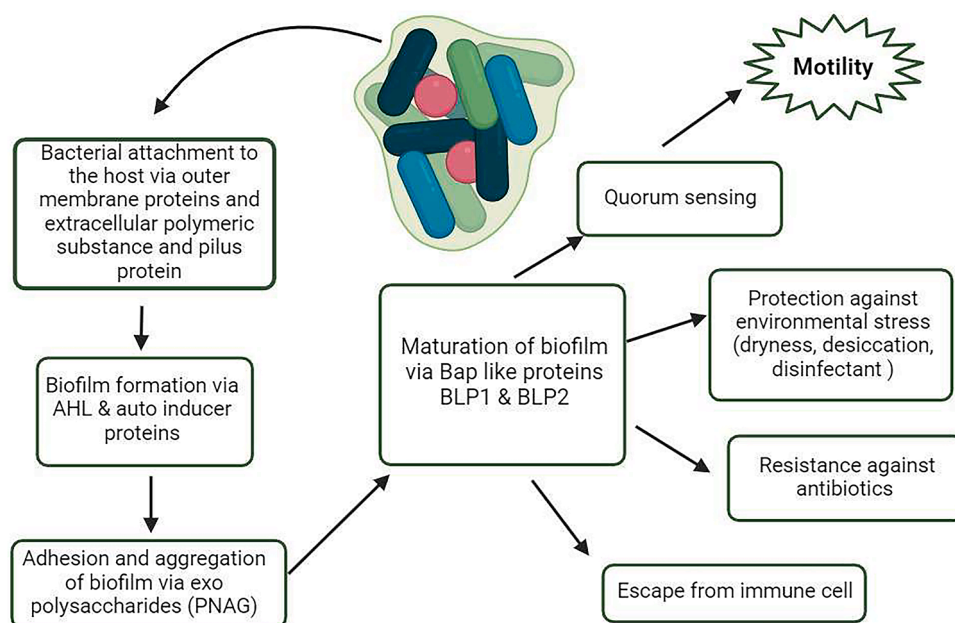 Bacterial attachment to
the host via outer
membrane proteins and
extracellular polymeric
substance and pilus
protein
Biofilm formation via
AHL & auto inducer
proteins
Adhesion and aggregation
of biofilm via exo
polysaccharides (PNAG)
Maturation of biofilm
via Bap like proteins
BLP1 & BLP2
Quorum sensing
Motility
Protection against
environmental stress
(dryness, desiccation,
disinfectant )
Resistance against
antibiotics
Escape from immune cell